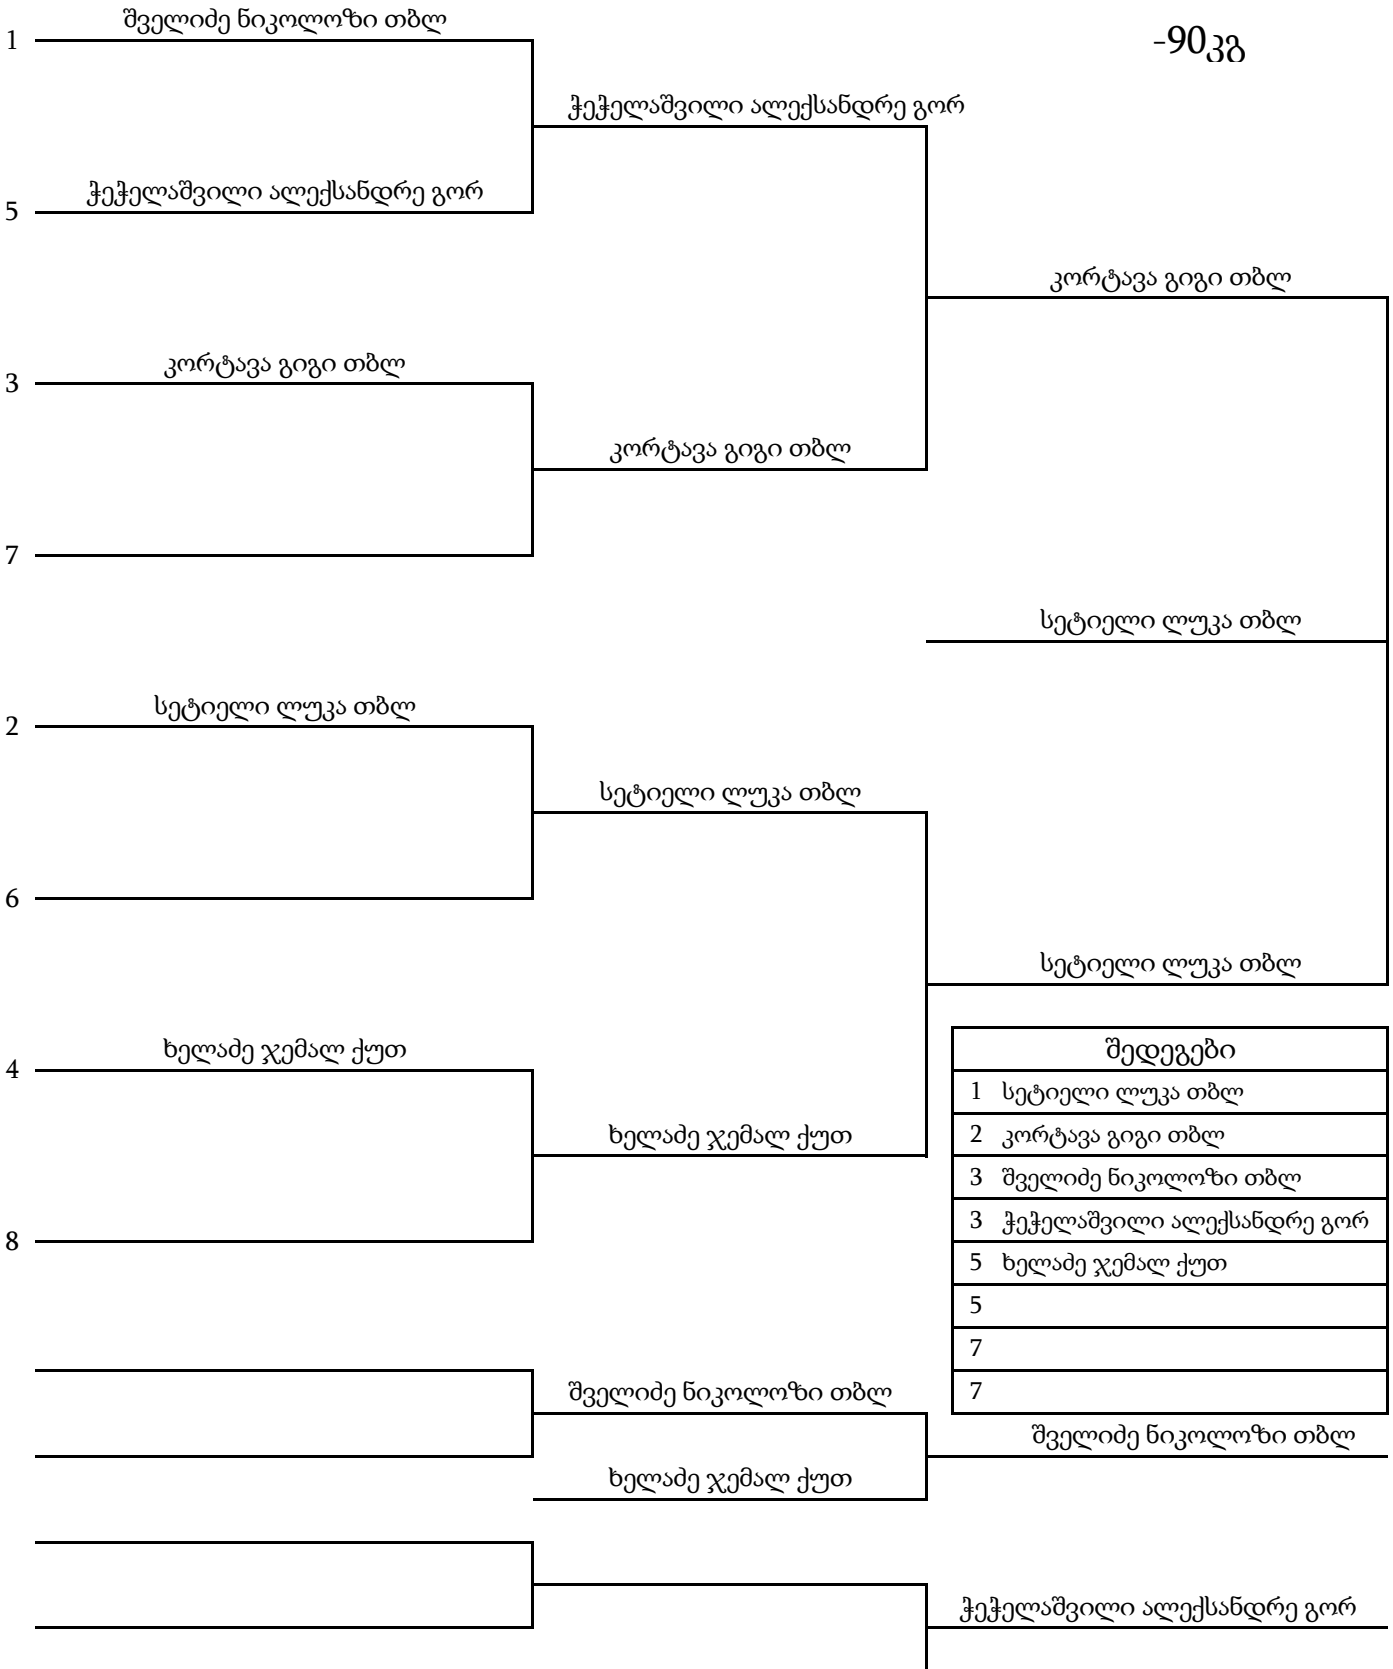 შველიძე ნიკოლოზი თბლ
1
-90კგ
ჭეჭელაშვილი ალექსანდრე გორ
ჭეჭელაშვილი ალექსანდრე გორ
5
კორტავა გიგი თბლ
კორტავა გიგი თბლ
3
კორტავა გიგი თბლ
7
სეტიელი ლუკა თბლ
სეტიელი ლუკა თბლ
2
სეტიელი ლუკა თბლ
6
სეტიელი ლუკა თბლ
ხელაძე ჯემალ ქუთ
4
შედეგები
1 სეტიელი ლუკა თბლ
ხელაძე ჯემალ ქუთ
2 კორტავა გიგი თბლ
3 შველიძე ნიკოლოზი თბლ
3 ჭეჭელაშვილი ალექსანდრე გორ
8
5 ხელაძე ჯემალ ქუთ
5
7
7
შველიძე ნიკოლოზი თბლ
შველიძე ნიკოლოზი თბლ
ხელაძე ჯემალ ქუთ
ჭეჭელაშვილი ალექსანდრე გორ